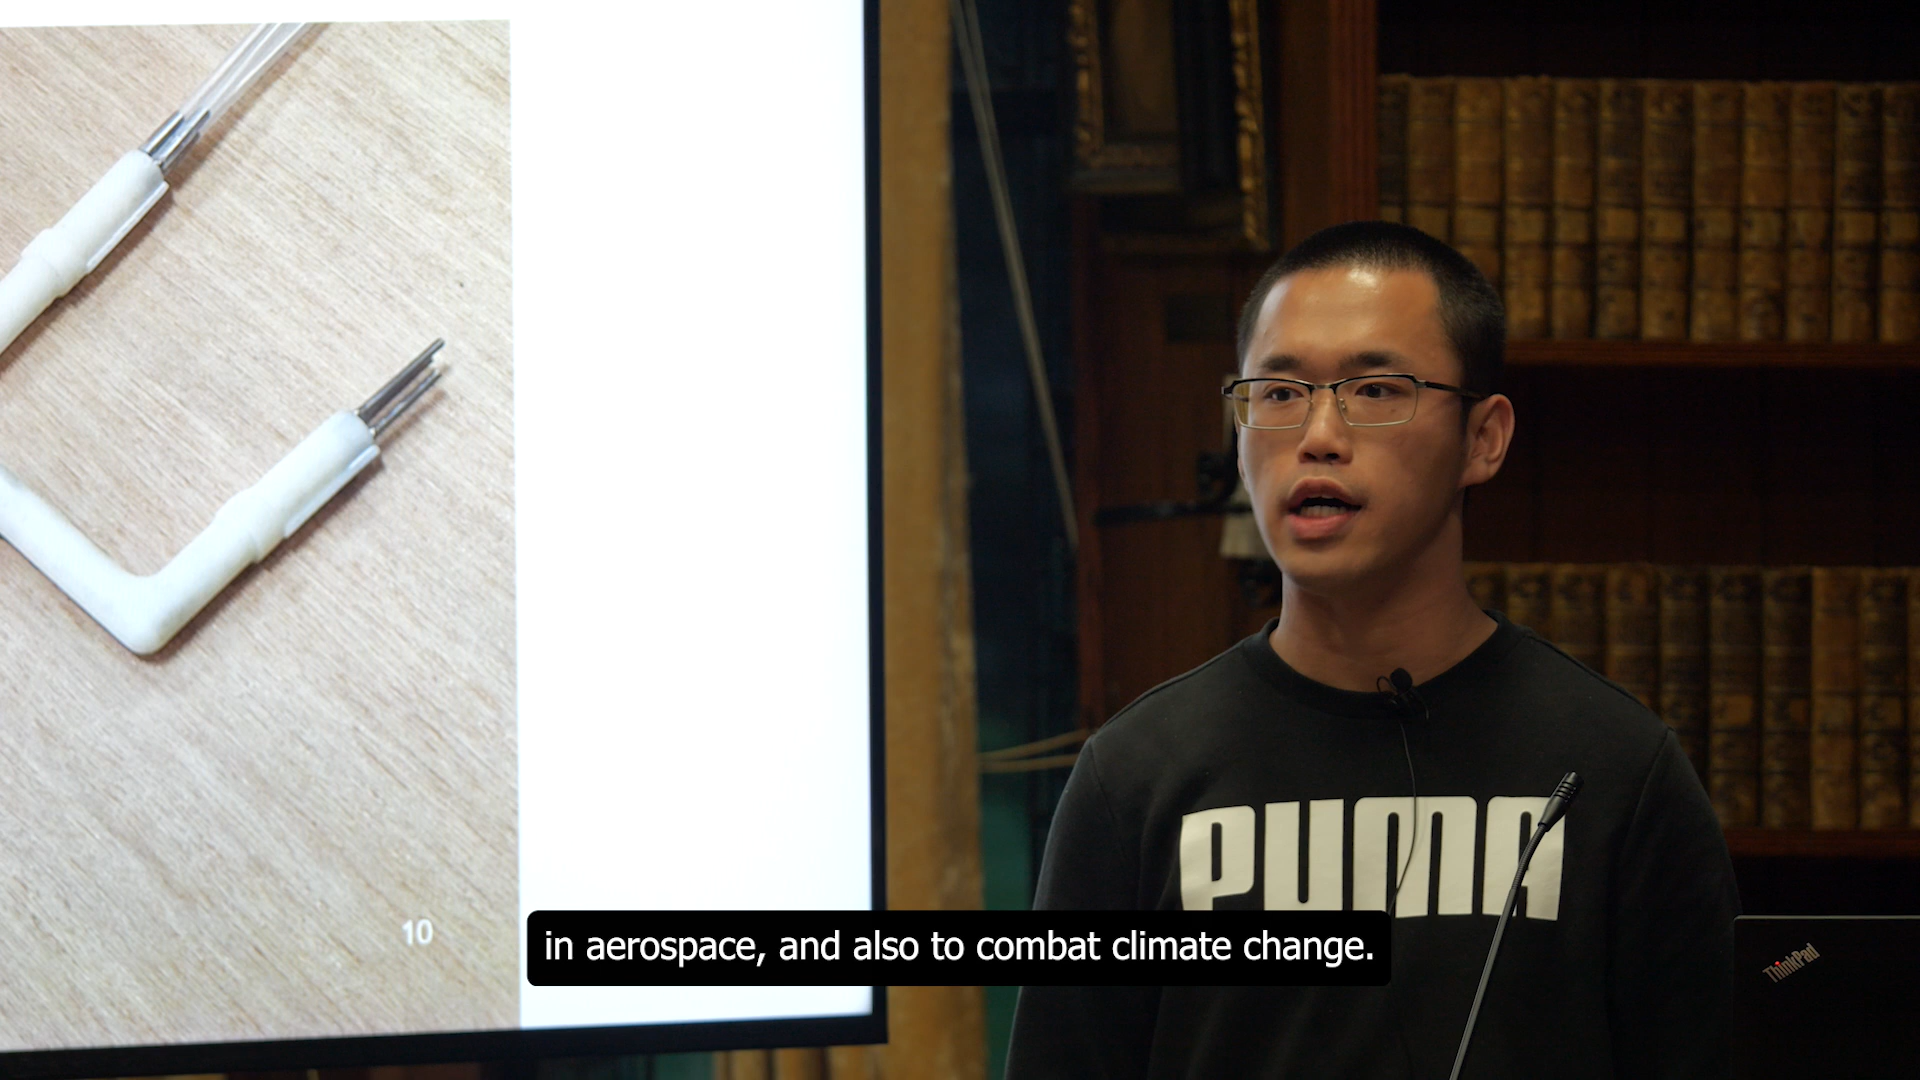 10
PUMA
in aerospace, and also to combat climate change.
ThinkPad